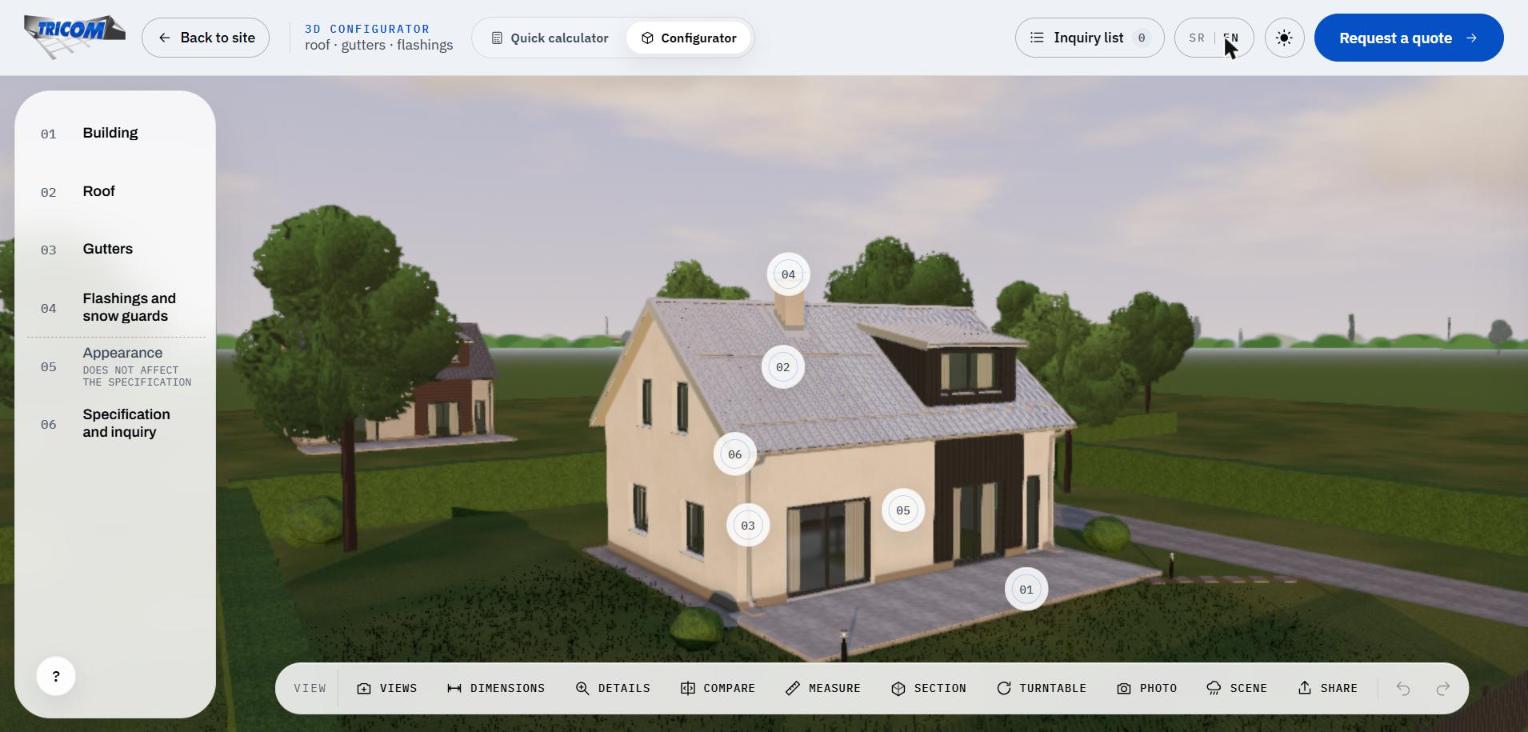 TRICOM
Back to site
3D CONFIGURATOR
roof · gutters · flashings
Quick calculator
Configurator
Inquiry list 0
SR | EN
Request a quote
01 Building
02 Roof
03 Gutters
04 Flashings and
snow guards
05 Appearance
DOES NOT AFFECT
THE SPECIFICATION
06 Specification
and inquiry
?
04
02
06
03
05
01
VIEW VIEWS DIMENSIONS DETAILS COMPARE MEASURE SECTION TURNTABLE PHOTO SCENE SHARE